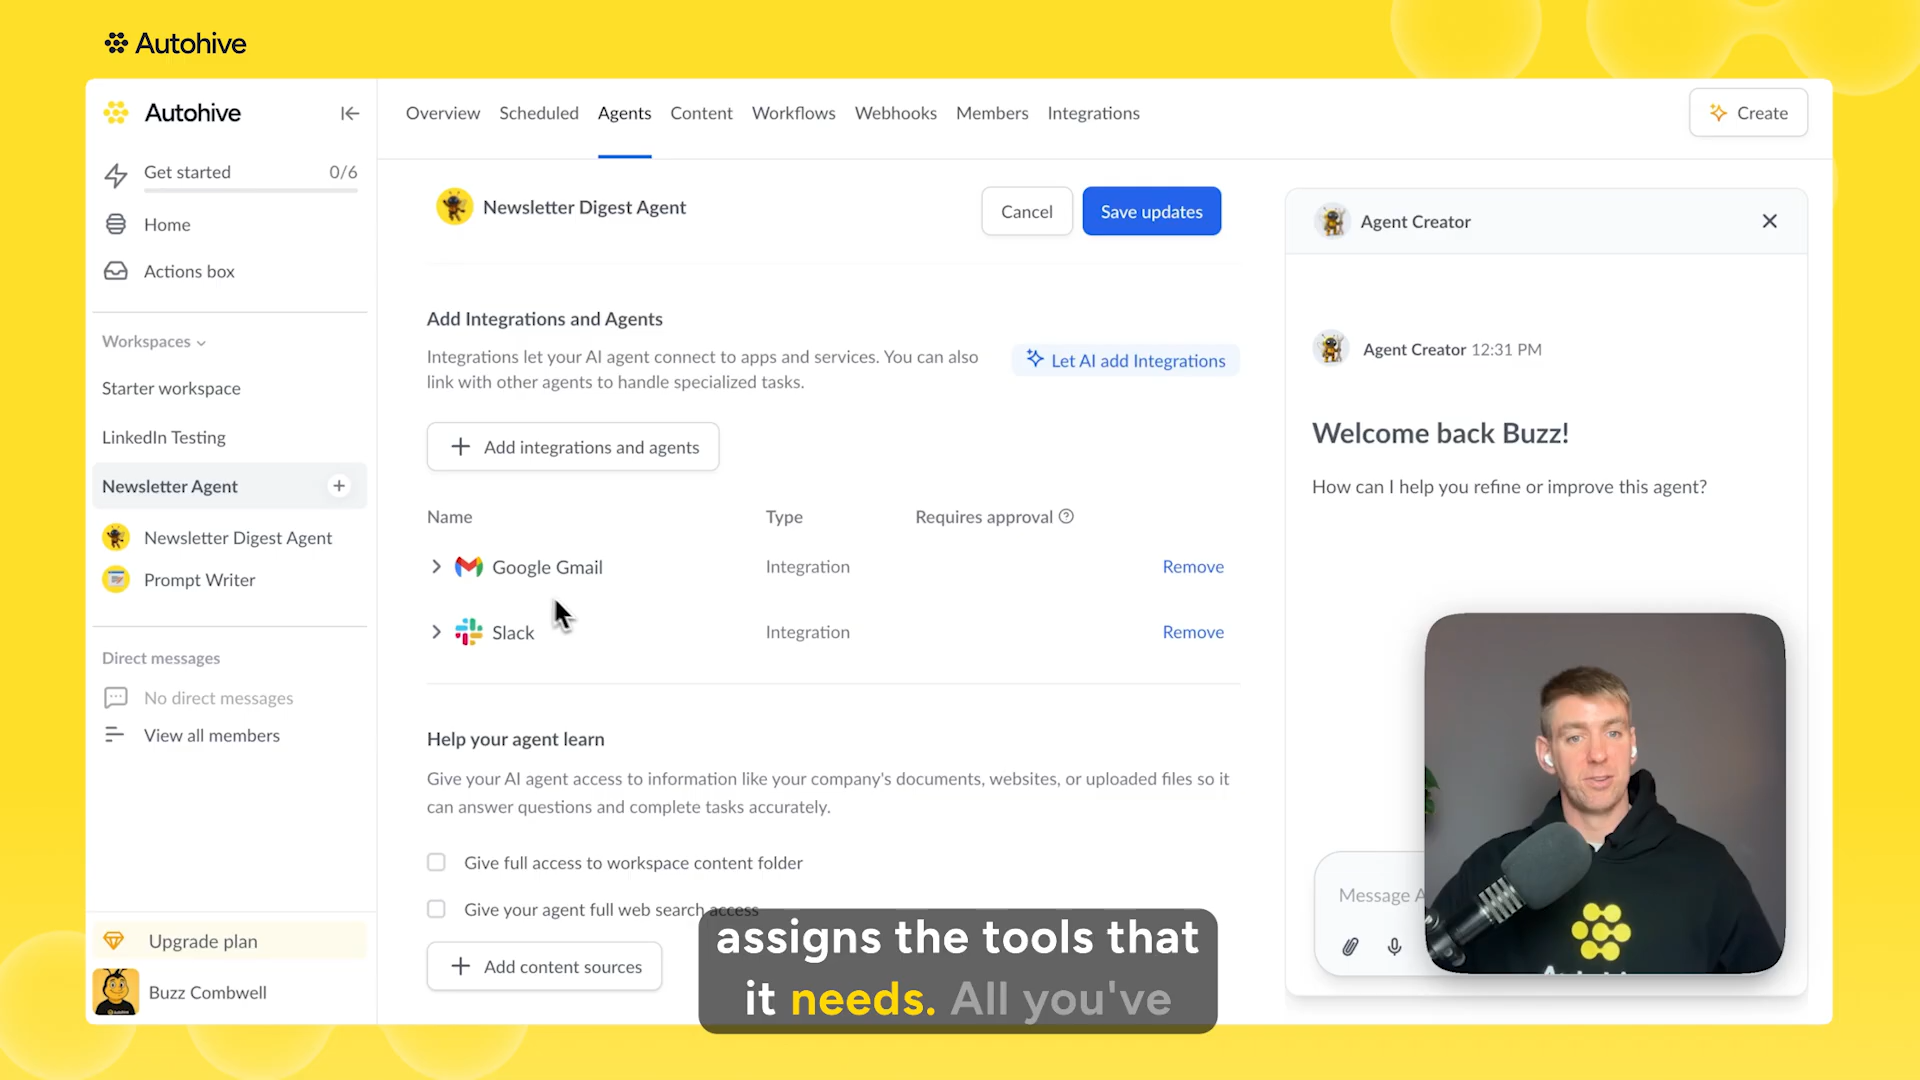 Autohive
Autohive
Get started 0/6
Home
Actions box
Workspaces
Starter workspace
LinkedIn Testing
Newsletter Agent
Newsletter Digest Agent
Prompt Writer
Direct messages
No direct messages
View all members
Upgrade plan
Buzz Combwell
Overview Scheduled Agents Content Workflows Webhooks Members Integrations
Create
Newsletter Digest Agent
Cancel
Save updates
Add Integrations and Agents
Integrations let your AI agent connect to apps and services. You can also
link with other agents to handle specialized tasks.
Let AI add Integrations
Add integrations and agents
Name Type Requires approval
Google Gmail Integration Remove
Slack Integration Remove
Help your agent learn
Give your AI agent access to information like your company's documents, websites, or uploaded files so it
can answer questions and complete tasks accurately.
Give full access to workspace content folder
Give your agent full web search access
Add content sources
Agent Creator
Agent Creator 12:31 PM
Welcome back Buzz!
How can I help you refine or improve this agent?
Message
assigns the tools that
it needs. All you've